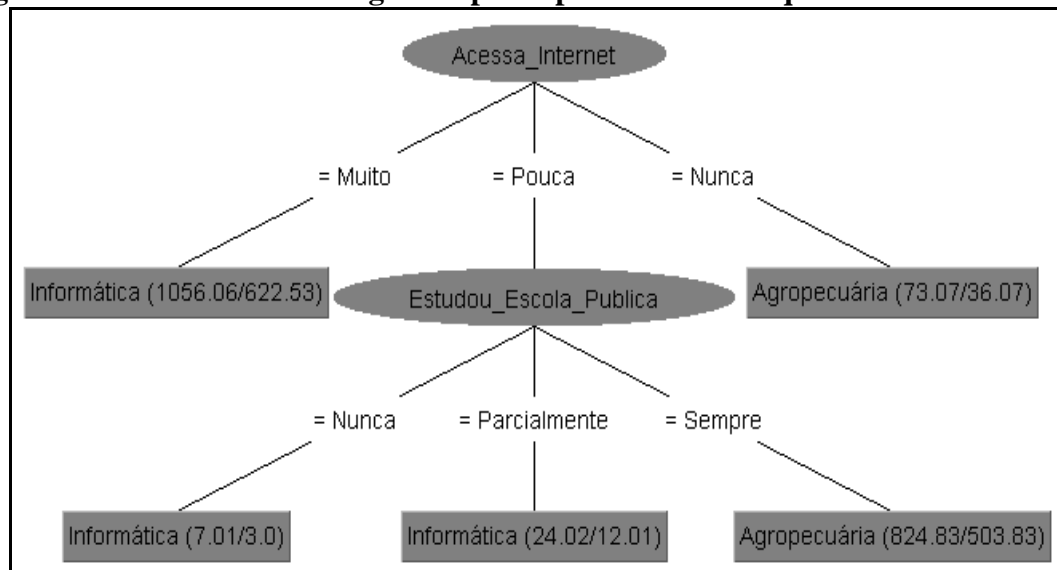 Acessa_Internet
= Muito
= Pouca
= Nunca
Informática (1056.06/622.53)
Estudou_Escola_Publica
Agropecuária (73.07/36.07)
= Nunca
= Parcialmente
= Sempre
Informática (7.01/3.0)
Informática (24.02/12.01)
Agropecuária (824.83/503.83)